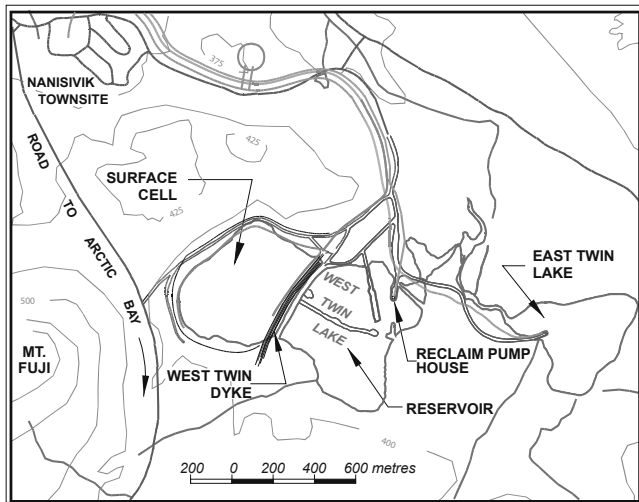 375
NANISIVIK
TOWNSITE
425
SURFACE
CELL
425
ROAD
TO
ARCTIC
BAY
EAST TWIN
LAKE
WEST
TWIN
LAKE
500
MT.
FUJI
RECLAIM PUMP
HOUSE
WEST TWIN
DYKE
RESERVOIR
400
200 0 200 400 600 metres